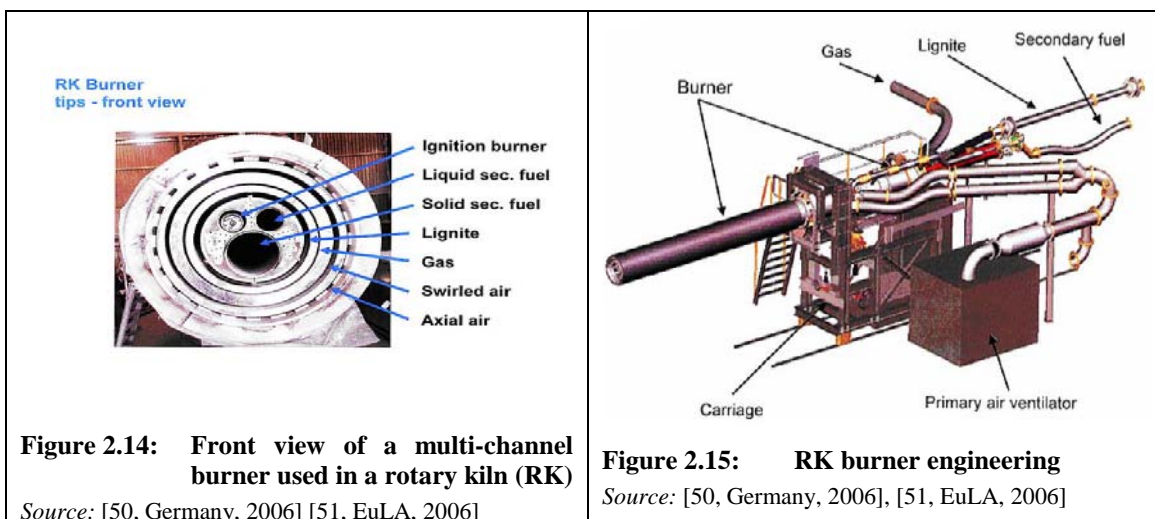 RK Burner
tips - front view
Ignition burner
Liquid sec. fuel
Solid sec. fuel
Lignite
Gas
Swirled air
Axial air
Figure 2.14: Front view of a multi-channel
burner used in a rotary kiln (RK)
Source: [50, Germany, 2006] [51, EuLA, 2006]
Gas
Lignite
Secondary fuel
Burner
Carriage
Primary air ventilator
Figure 2.15: RK burner engineering
Source: [50, Germany, 2006], [51, EuLA, 2006]